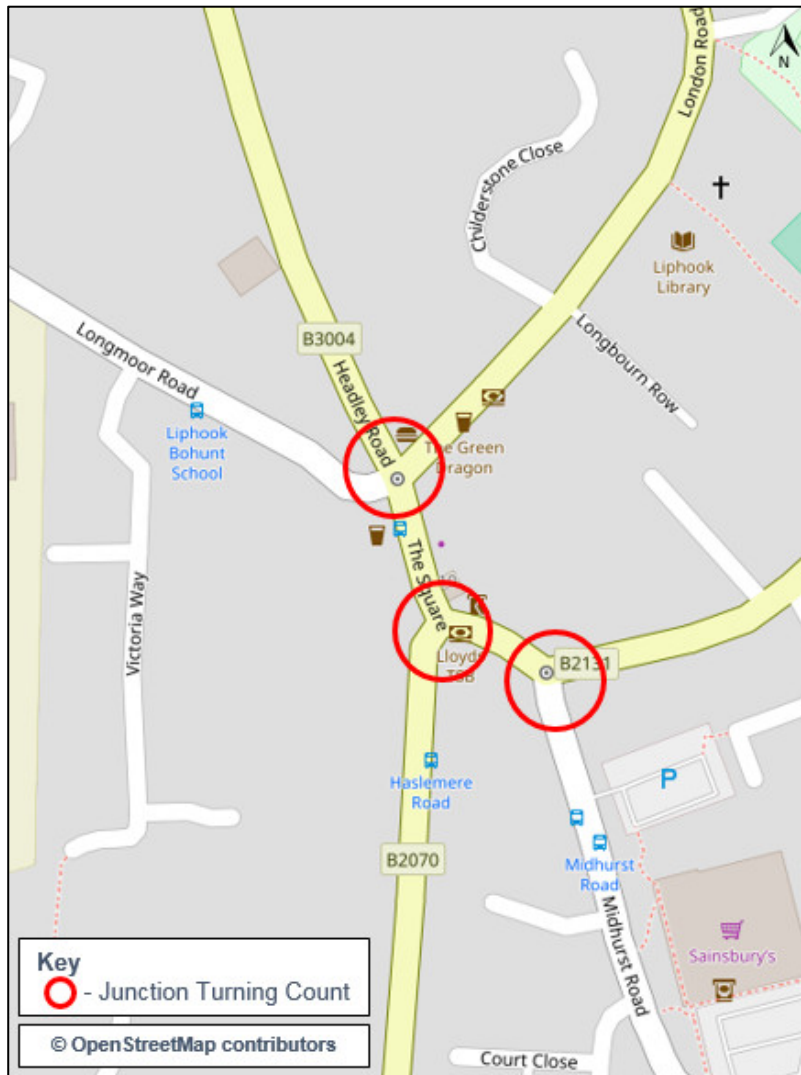 N
London Road
Childerstone Close
Liphook
Library
B3004
Longmoor Road
Headley Road
Longbourn Row
Liphook
Bohunt
School
The Green
Dragon
The Square
Victoria Way
Lloyds
TSB
B2131
Haslemere
Road
P
B2070
Midhurst
Road
Midhurst Road
Sainsbury's
Key
- Junction Turning Count
© OpenStreetMap contributors
Court Close